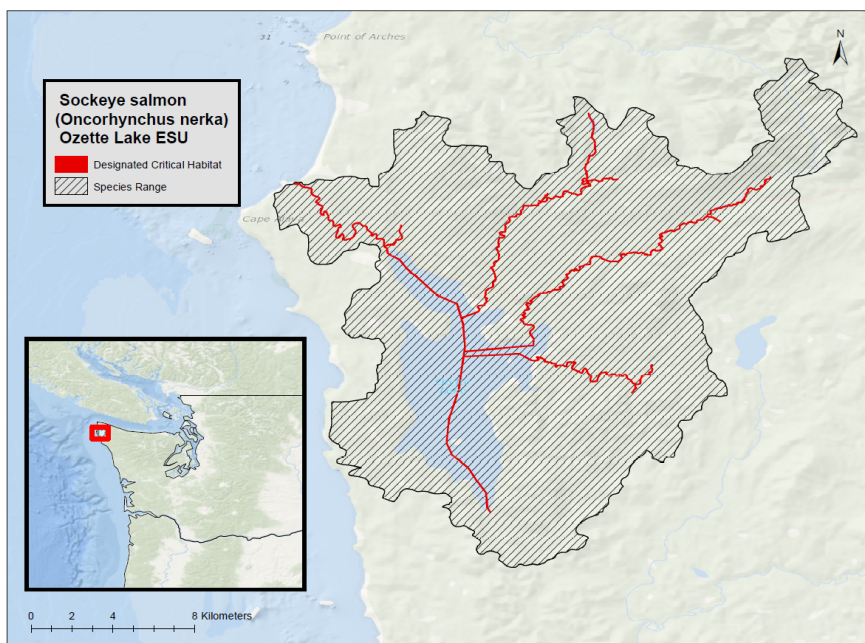 31
Point of Arches
N
Sockeye salmon
(Oncorhynchus nerka)
Ozette Lake ESU
Designated Critical Habitat
Species Range
Cape
0 2 4 8 Kilometers